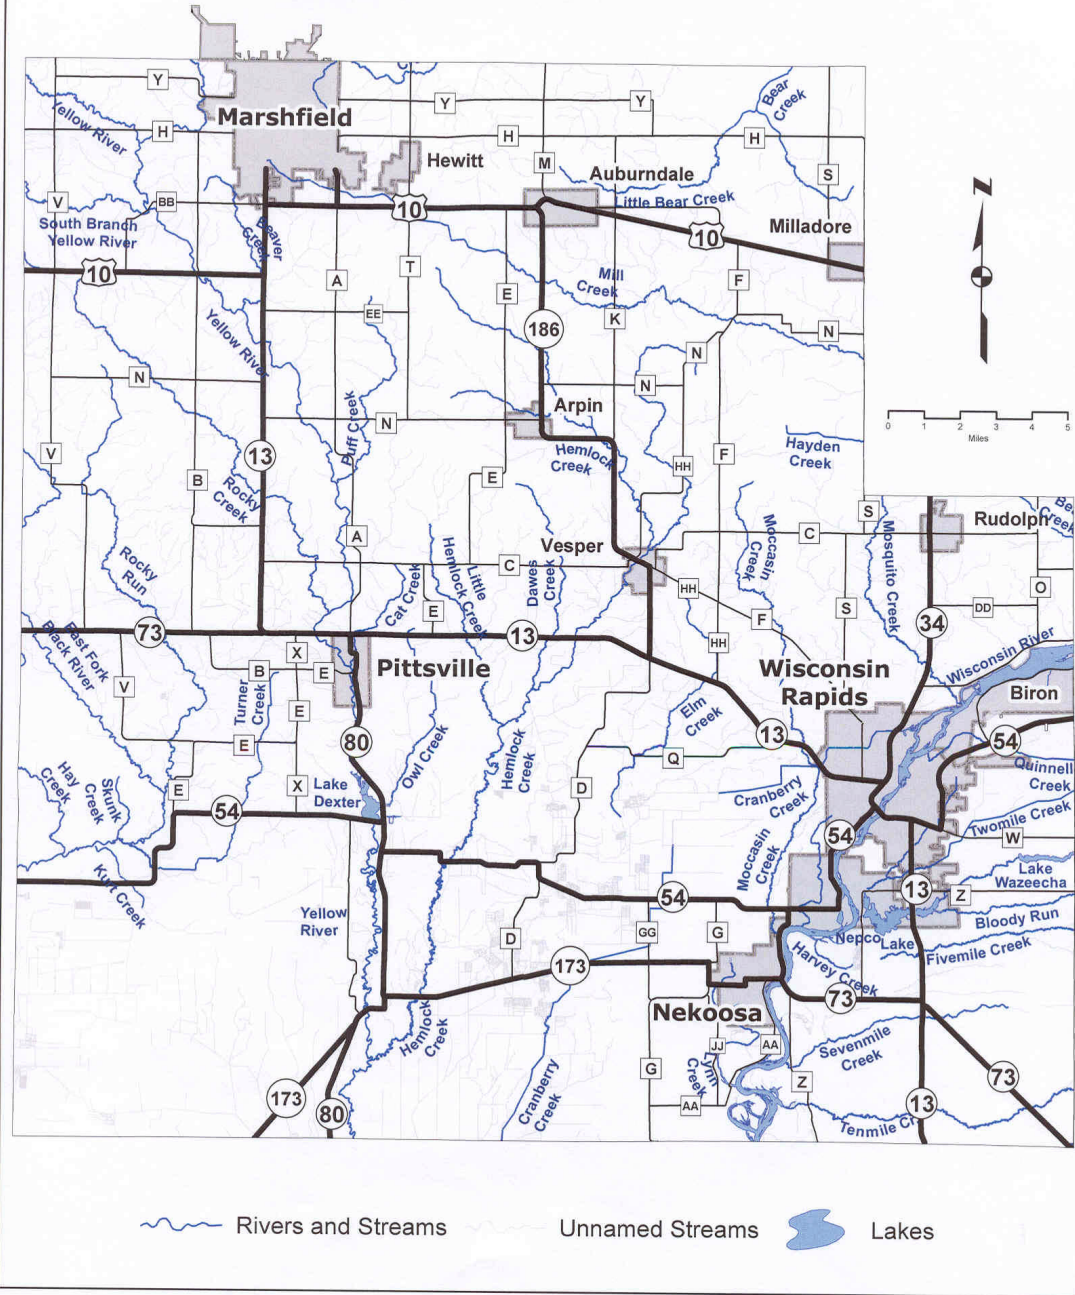 Y
Marshfield
Y
Y
Bear
Creek
Yellow River
H
H
H
Hewitt
M
Auburndale
S
V
BB
10
Little Bear Creek
South Branch
Yellow River
Beaver
Creek
Milladore
10
10
A
T
E
Mill
Creek
F
EE
K
186
N
Yellow River
N
N
N
Arpin
Duff Creek
N
Hayden
Creek
V
13
Hemlock
Creek
HH
F
B
E
Rocky
Creek
S
Bea
Creek
Rudolph
A
Vesper
C
Moccasin
Creek
Mosquito Creek
Rocky
Run
Hemlock Creek
Little
C
Dawes
Creek
Cat Creek
E
HH
F
S
DD
O
73
13
HH
34
East Fork
Black River
X
B
E
Pittsville
Wisconsin
Rapids
Wisconsin River
Biron
V
Turner
Creek
E
Elm
Creek
E
80
13
54
Owl Creek
Hemlock
Creek
Q
Quinnell
Creek
Hay
Creek
Skunk
Creek
E
X
Lake
Dexter
D
Cranberry
Creek
54
Twomile Creek
54
W
Moccasin
Creek
Kurt Creek
Lake
Wazeecha
54
13
Z
Yellow
River
Bloody Run
D
GG
G
Nepco
Lake
Fivemile Creek
173
Harvey Creek
73
Nekoosa
Hemlock
Creek
JJ
AA
Sevenmile
Creek
G
Lynn
Creek
Z
73
173
80
Cranberry
Creek
AA
13
Tenmile Cr
N
0 1 2 3 4 5
Miles
Rivers and Streams
Unnamed Streams
Lakes